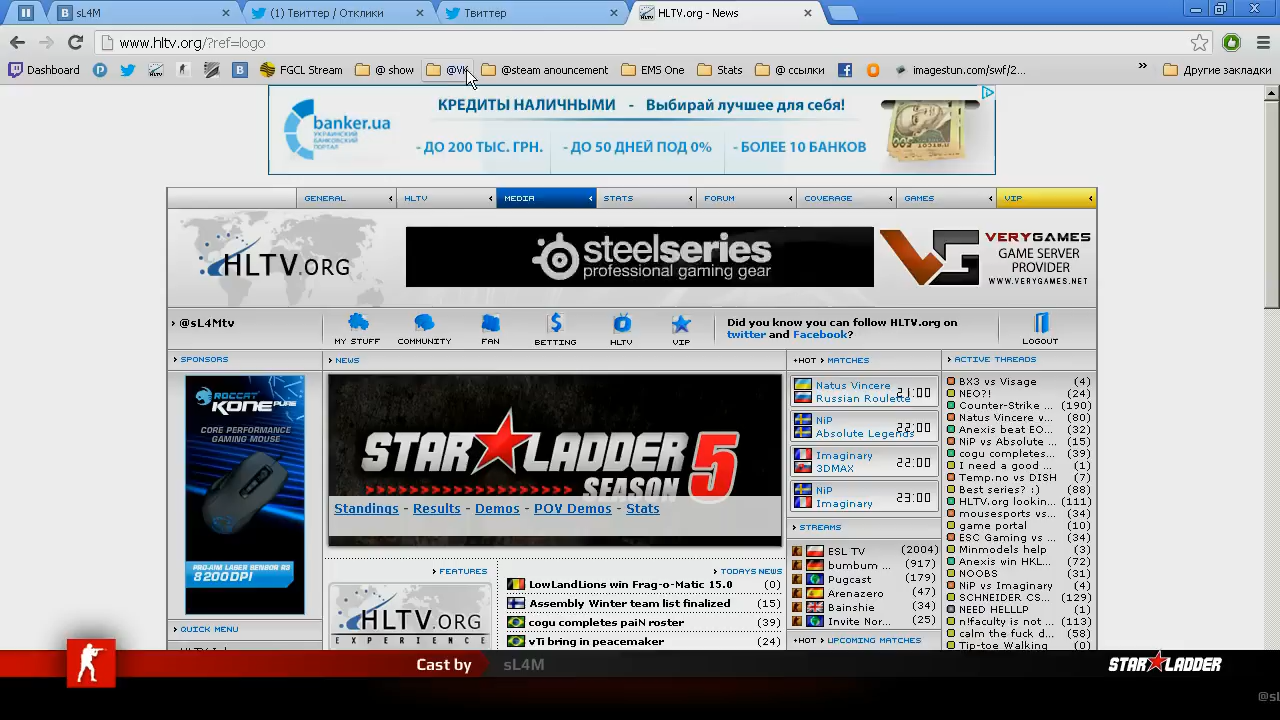 sL4M
(1) Твиттер / Отклики
Твиттер
HLTV.org - News
www.hltv.org/?ref=logo
Dashboard
FGCL Stream
@ show
@VK
@steam anouncement
EMS One
Stats
@ ссылки
imagestun.com/swf/2...
Другие закладки
banker.ua
УКРАИНСКИЙ
БАНКОВСКИЙ
ПОРТАЛ
КРЕДИТЫ НАЛИЧНЫМИ - Выбирай лучшее для себя!
- ДО 200 ТЫС. ГРН. - ДО 50 ДНЕЙ ПОД 0% - БОЛЕЕ 10 БАНКОВ
GENERAL
HLTV
MEDIA
STATS
FORUM
COVERAGE
GAMES
VIP
HLTV.ORG
steelseries
professional gaming gear
VERYGAMES
GAME SERVER
PROVIDER
WWW.VERYGAMES.NET
@sL4Mtv
MY STUFF
COMMUNITY
FAN
BETTING
HLTV
VIP
Did you know you can follow HLTV.org on
twitter and Facebook?
LOGOUT
SPONSORS
ROCCAT
KONE PURE
CORE PERFORMANCE
GAMING MOUSE
PRO-AIM LASER SENSOR R3
8200DPI
QUICK MENU
NEWS
STAR LADDER 5
SEASON
Standings - Results - Demos - POV Demos - Stats
FEATURES
HLTV.ORG
EXPERIENCE
TODAYS NEWS
LowLandLions win Frag-o-Matic 15.0 (0)
Assembly Winter team list finalized (15)
cogu completes paiN roster (39)
vTi bring in peacemaker (24)
HOT MATCHES
Natus Vincere
Russian Roulette
21:00
NiP
Absolute Legends
22:00
Imaginary
3DMAX
22:00
NiP
Imaginary
23:00
STREAMS
ESL TV (2004)
bumbum ... (917)
Pugcast (179)
Arenazero (42)
Bainshie (34)
Invite Nor... (25)
HOT UPCOMING MATCHES
ACTIVE THREADS
BX3 vs Visage (4)
NEO?! (24)
Counter-Strike ... (190)
Natus Vincere v... (80)
Anexis beat EO... (32)
NiP vs Absolute ... (15)
cogu completes... (39)
I need a good ... (1)
Temp.no vs DISH (7)
Best series? :) (88)
HLTV.org lookin... (111)
mousesports vs... (34)
game portal (10)
ESC Gaming vs ... (34)
Minmodels help (3)
Anexis win HKL... (72)
NOOBS (31)
NiP vs Imaginary (4)
SCHNEIDER CS... (129)
NEED HELLLP (3)
n!faculty is not ... (113)
calm the fuck d... (58)
Tip-toe Walking (0)
Cast by sL4M
STAR LADDER
@sl